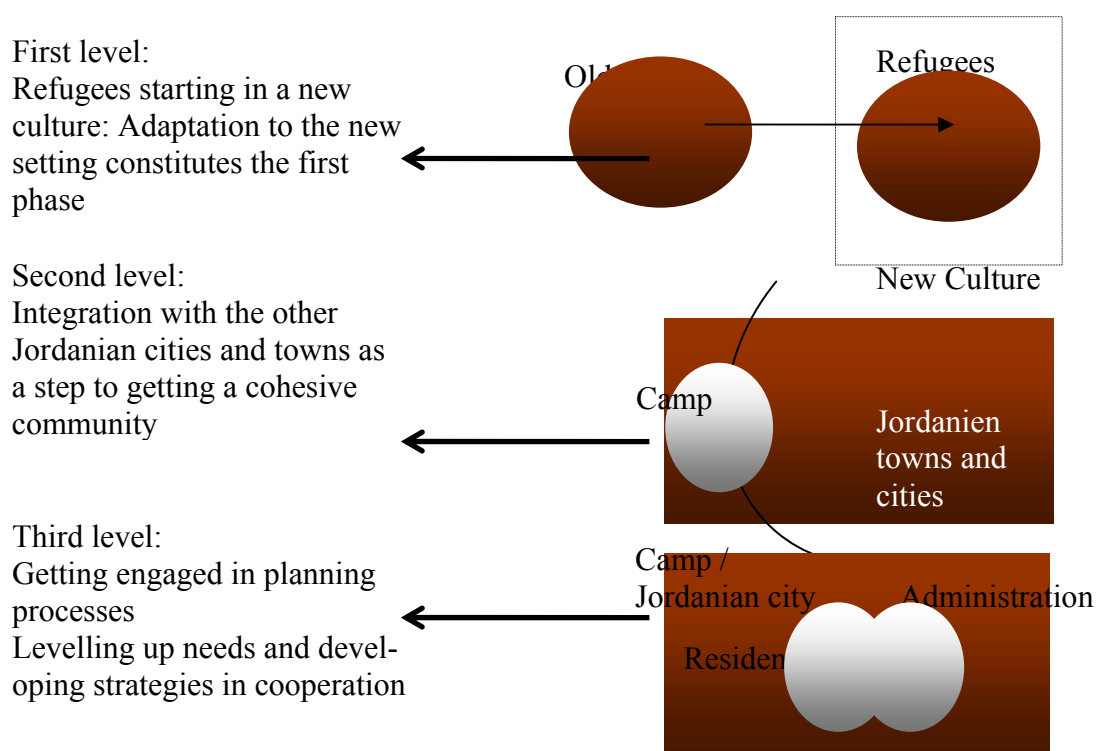 First level:
Refugees starting in a new
culture: Adaptation to the new
setting constitutes the first
phase
Old
Refugees
New Culture
Second level:
Integration with the other
Jordanian cities and towns as
a step to getting a cohesive
community
Camp
Jordanien
towns and
cities
Third level:
Getting engaged in planning
processes
Levelling up needs and devel-
oping strategies in cooperation
Camp /
Jordanian city
Administration